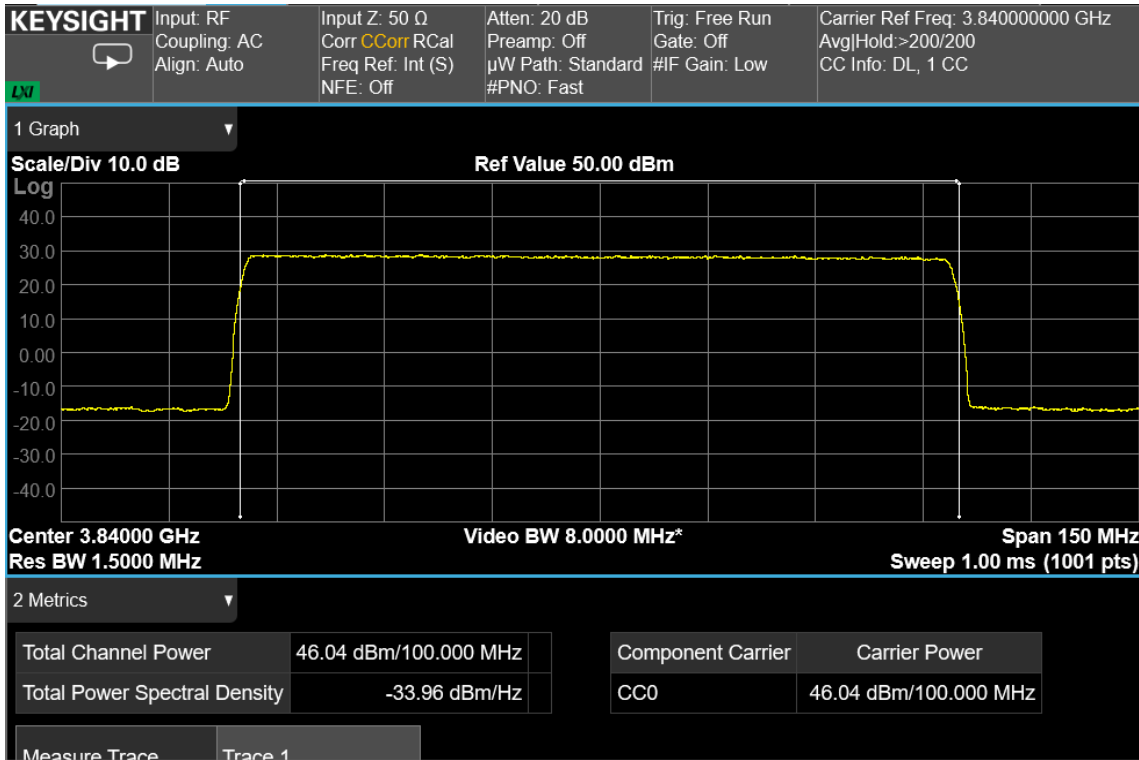 KEYSIGHT Input: RF Input Z: 50 Ω Atten: 20 dB Trig: Free Run Carrier Ref Freq: 3.840000000 GHz
Coupling: AC Corr CCorr RCal Preamp: Off Gate: Off Avg|Hold:>200/200
Align: Auto Freq Ref: Int (S) µW Path: Standard #IF Gain: Low CC Info: DL, 1 CC
LXI NFE: Off #PNO: Fast
1 Graph
Scale/Div 10.0 dB Ref Value 50.00 dBm
Log
40.0
30.0
20.0
10.0
0.00
-10.0
-20.0
-30.0
-40.0
Center 3.84000 GHz Video BW 8.0000 MHz* Span 150 MHz
Res BW 1.5000 MHz Sweep 1.00 ms (1001 pts)
2 Metrics
Total Channel Power 46.04 dBm/100.000 MHz Component Carrier Carrier Power
Total Power Spectral Density -33.96 dBm/Hz CC0 46.04 dBm/100.000 MHz
Measure Trace Trace 1